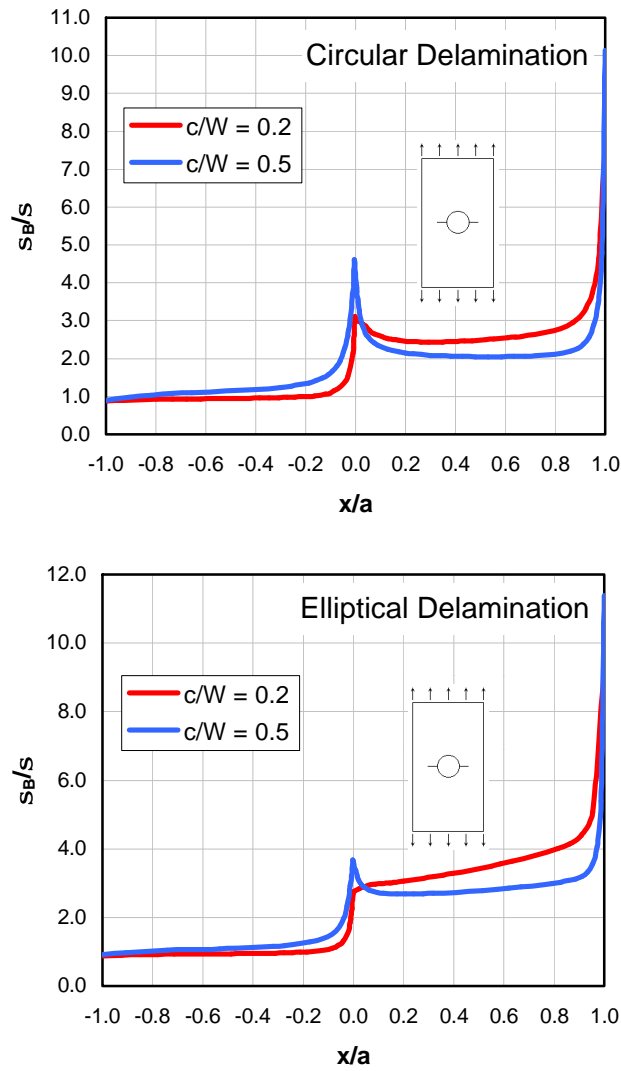 Circular Delamination
c/W = 0.2
c/W = 0.5
11.0
10.0
9.0
8.0
7.0
6.0
5.0
4.0
3.0
2.0
1.0
0.0
sB/s
-1.0 -0.8 -0.6 -0.4 -0.2 0.0 0.2 0.4 0.6 0.8 1.0
x/a
Elliptical Delamination
c/W = 0.2
c/W = 0.5
12.0
10.0
8.0
6.0
4.0
2.0
0.0
sB/s
-1.0 -0.8 -0.6 -0.4 -0.2 0.0 0.2 0.4 0.6 0.8 1.0
x/a